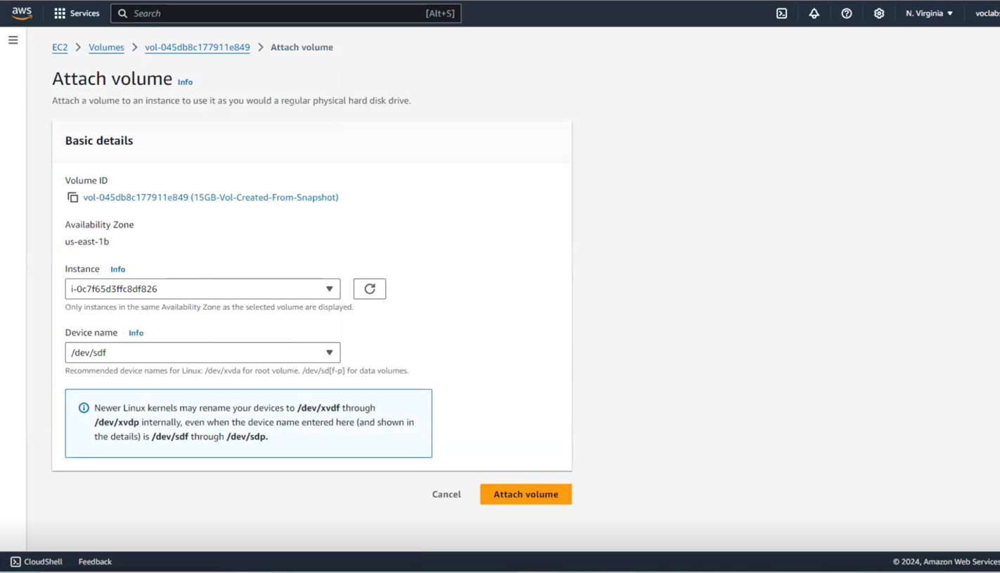 aws Services Search [Alt+S] N. Virginia
EC2 > Volumes > vol-045db8c177911e849 > Attach volume
Attach volume Info
Attach a volume to an instance to use it as you would a regular physical hard disk drive.
Basic details
Volume ID
vol-045db8c177911e849 (15GB-Vol-Created-From-Snapshot)
Availability Zone
us-east-1b
Instance Info
i-0c7f65d3ffc8df826
Only instances in the same Availability Zone as the selected volume are displayed.
Device name Info
/dev/sdf
Recommended device names for Linux: /dev/xvda for root volume. /dev/sd[f-p] for data volumes.
Newer Linux kernels may rename your devices to /dev/xvdf through
/dev/xvdp internally, even when the device name entered here (and shown in
the details) is /dev/sdf through /dev/sdp.
Cancel Attach volume
CloudShell Feedback © 2024, Amazon Web Services